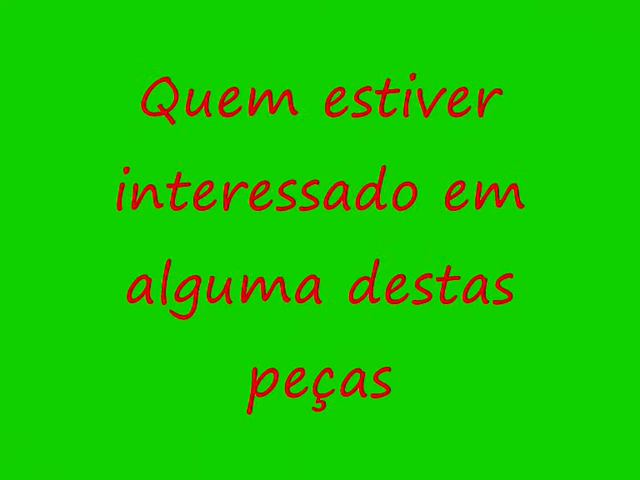 Quem estiver
interessado em
alguma destas
peças